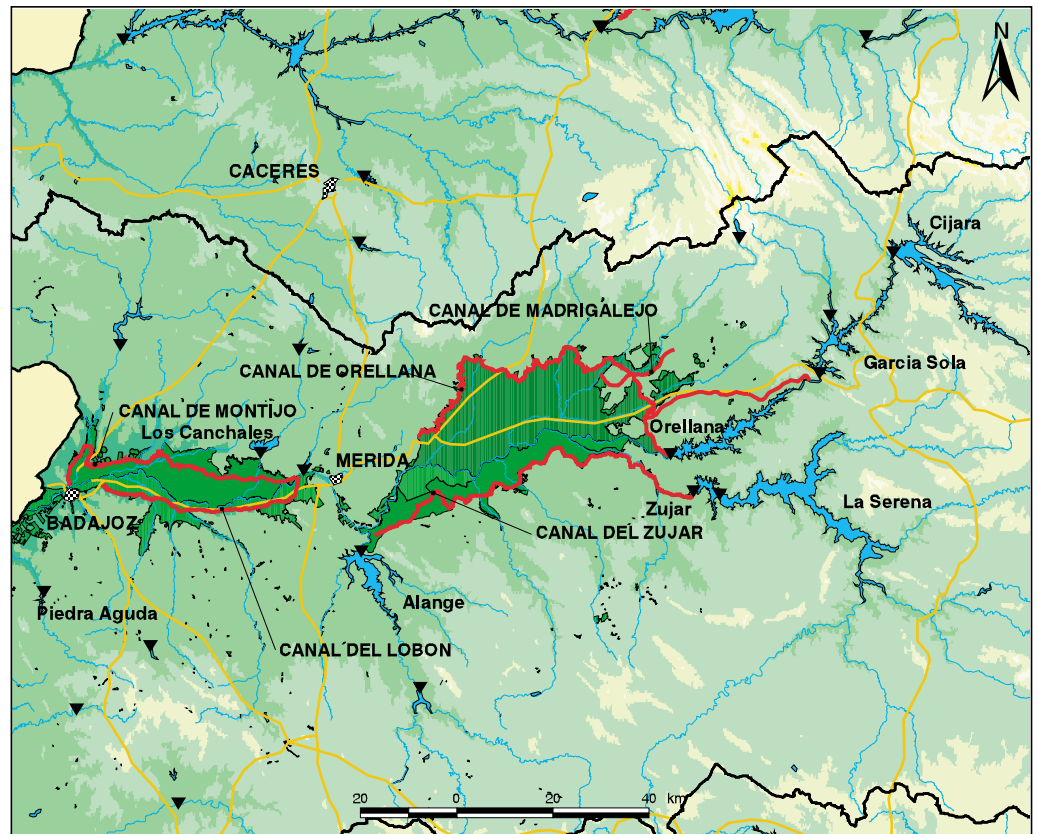 N
CACERES
Cijara
CANAL DE MADRIGALEJO
Garcia Sola
CANAL DE ORELLANA
CANAL DE MONTIJO
Los Canchales
Orellana
MERIDA
La Serena
Zujar
BADAJOZ
CANAL DEL ZUJAR
Alange
Piedra Aguda
CANAL DEL LOBON
20 0 20 40 km